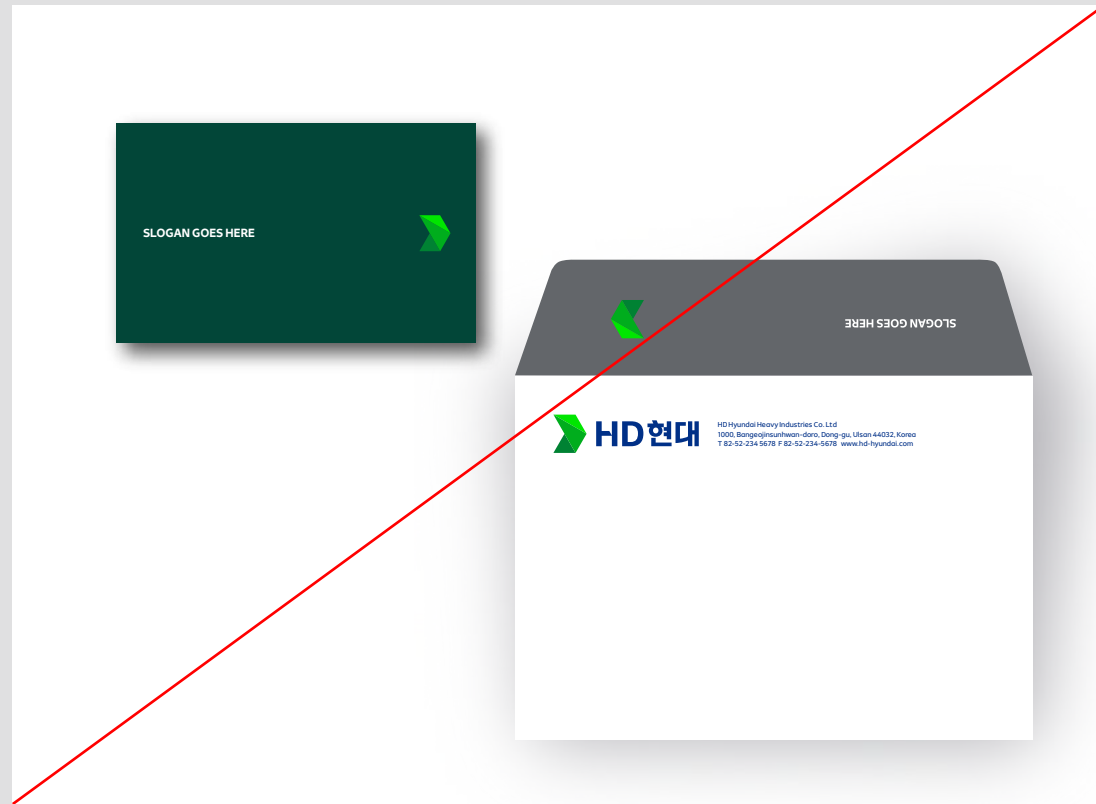 SLOGAN GOES HERE
SLOGAN GOES HERE
HD현대
HD Hyundai Heavy Industries Co. Ltd
1000, Bangeojinsunhwan-doro, Dong-gu, Ulsan 44032, Korea
T 82-52-234 5678 F 82-52-234-5678 www.hd-hyundai.com